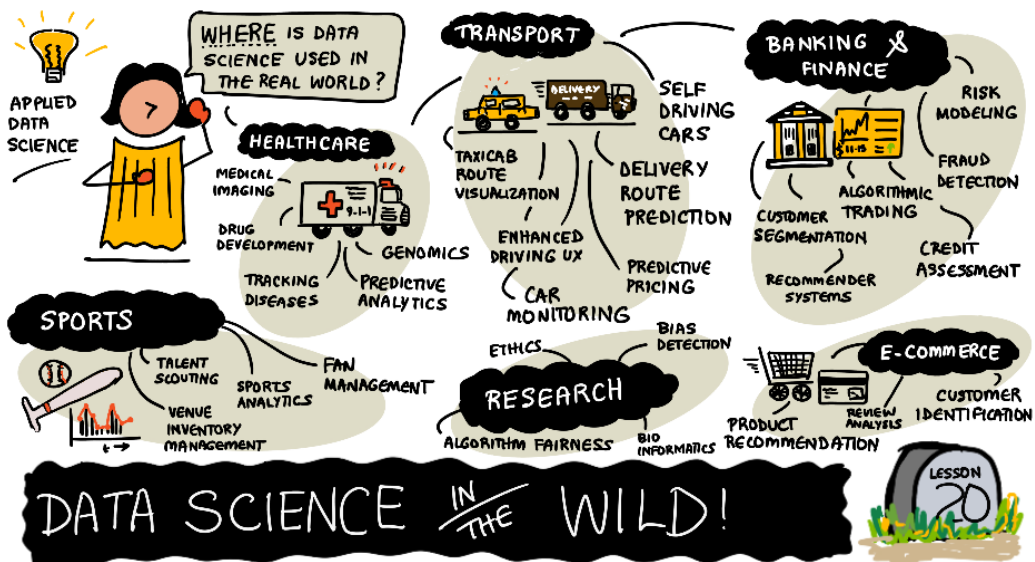 APPLIED
DATA
SCIENCE
WHERE IS DATA
SCIENCE USED IN
THE REAL WORLD?
HEALTHCARE
MEDICAL
IMAGING
9-1-1
DRUG
DEVELOPMENT
GENOMICS
TRACKING
DISEASES
PREDICTIVE
ANALYTICS
TRANSPORT
DELIVERY
SELF
DRIVING
CARS
TAXICAB
ROUTE
VISUALIZATION
DELIVERY
ROUTE
PREDICTION
ENHANCED
DRIVING UX
PREDICTIVE
PRICING
CAR
MONITORING
BANKING &
FINANCE
RISK
MODELING
$11.15
FRAUD
DETECTION
ALGORITHMIC
TRADING
CUSTOMER
SEGMENTATION
CREDIT
ASSESSMENT
RECOMMENDER
SYSTEMS
SPORTS
TALENT
SCOUTING
SPORTS
ANALYTICS
FAN
MANAGEMENT
VENUE
INVENTORY
MANAGEMENT
t
ETHICS
BIAS
DETECTION
RESEARCH
ALGORITHM FAIRNESS
BIO
INFORMATICS
E-COMMERCE
PRODUCT
RECOMMENDATION
REVIEW
ANALYSIS
CUSTOMER
IDENTIFICATION
DATA SCIENCE IN THE WILD!
LESSON
20